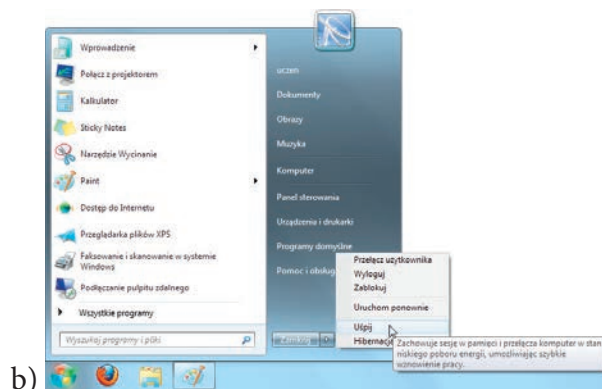 Wprowadzenie
Połącz z projektorem
Kalkulator
Sticky Notes
Narzędzie Wycinanie
Paint
Dostęp do Internetu
Przeglądarka plików XPS
Faksowanie i skanowanie w systemie
Windows
Podłączanie pulpitu zdalnego
Wszystkie programy
Wyszukaj programy i pliki
uczen
Dokumenty
Obrazy
Muzyka
Komputer
Panel sterowania
Urządzenia i drukarki
Programy domyślne
Pomoc i obsług
Zamknij
Przełącz użytkownika
Wyloguj
Zablokuj
Uruchom ponownie
Uśpij
Hibernacja
Zachowuje sesję w pamięci i przełącza komputer w stan
niskiego poboru energii, umożliwiając szybkie
wznowienie pracy.
b)